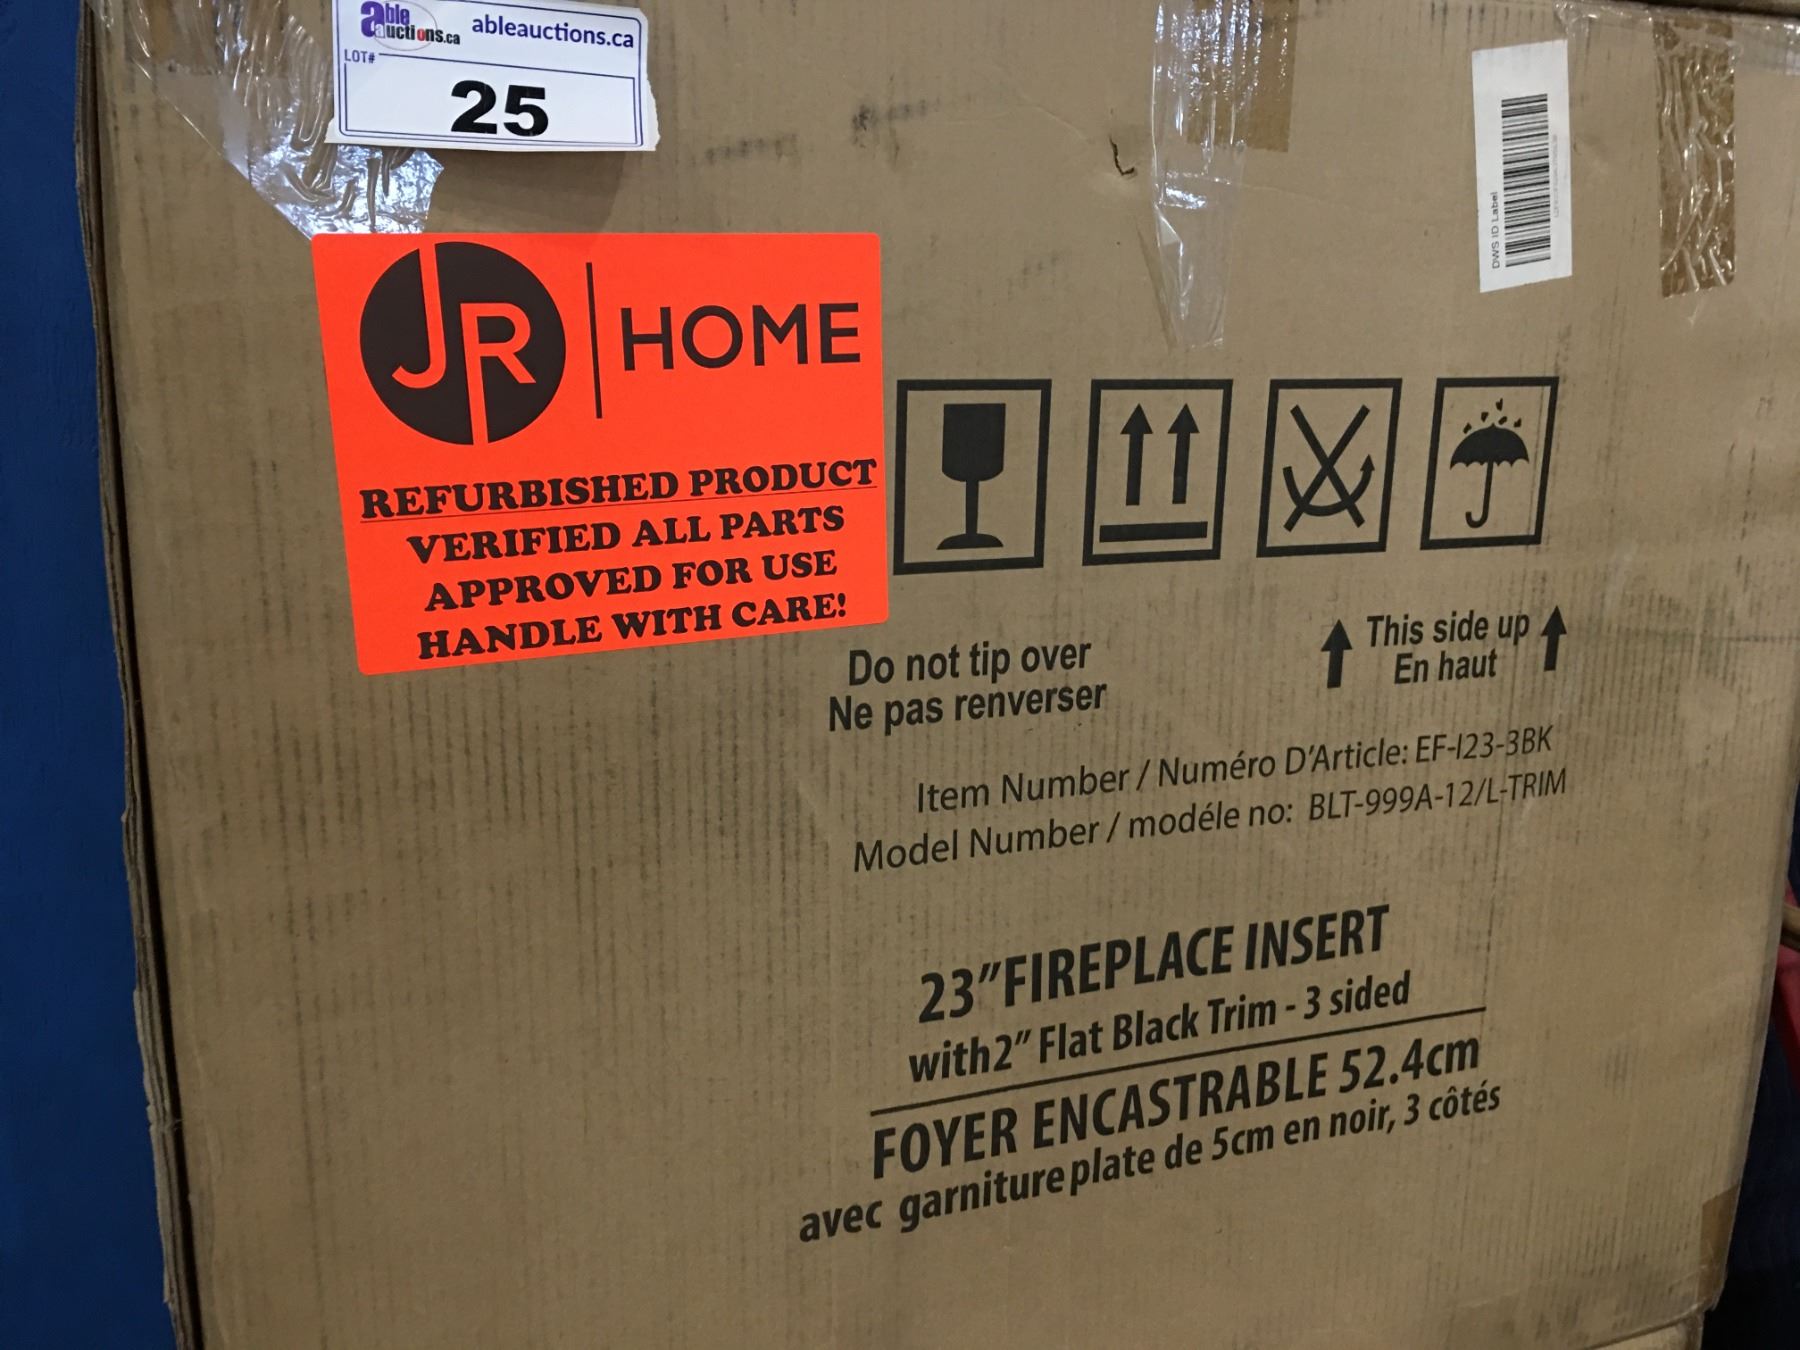 able auctions.ca ableauctions.ca
LOT#
25
JR HOME
REFURBISHED PRODUCT
VERIFIED ALL PARTS
APPROVED FOR USE
HANDLE WITH CARE!
DWS ID Label
Do not tip over
Ne pas renverser
This side up
En haut
Item Number / Numéro D'Article: EF-I23-3BK
Model Number / modéle no: BLT-999A-12/L-TRIM
23"FIREPLACE INSERT
with2" Flat Black Trim - 3 sided
FOYER ENCASTRABLE 52.4cm
avec garniture plate de 5cm en noir, 3 côtés